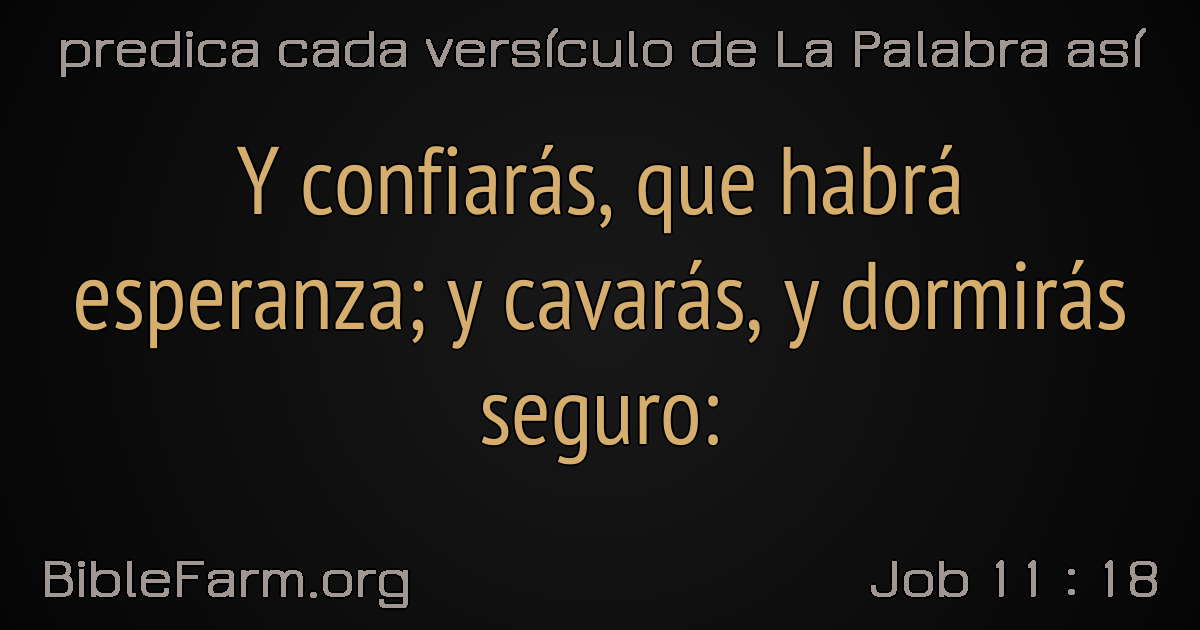 predica cada versículo de La Palabra así
Y confiarás, que habrá
esperanza; y cavarás, y dormirás
seguro:
BibleFarm.org
Job 11 : 18